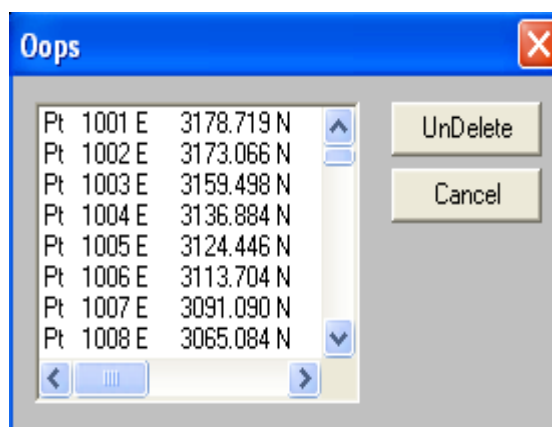 Oops
Pt 1001 E 3178.719 N
Pt 1002 E 3173.066 N
Pt 1003 E 3159.498 N
Pt 1004 E 3136.884 N
Pt 1005 E 3124.446 N
Pt 1006 E 3113.704 N
Pt 1007 E 3091.090 N
Pt 1008 E 3065.084 N
UnDelete
Cancel